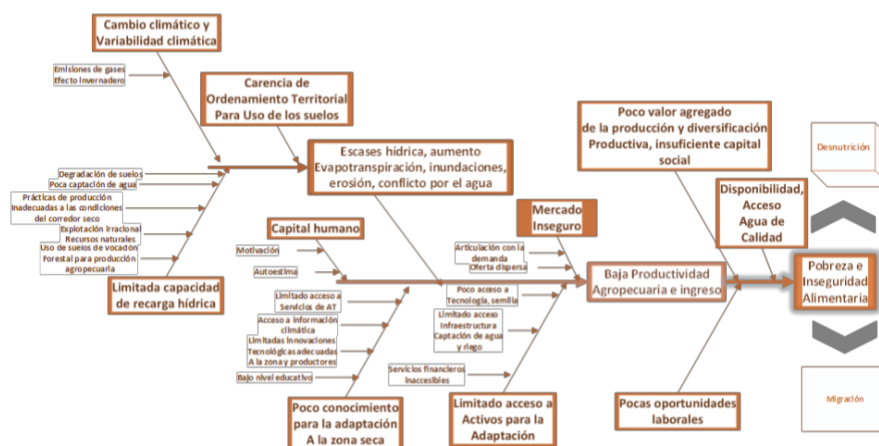 Cambio climático y
Variabilidad climática
Emisiones de gases
Efecto Invernadero
Carencia de
Ordenamiento Territorial
Para Uso de los suelos
Poco valor agregado
de la producción y diversificación
Productiva, insuficiente capital
social
Desnutrición
Escases hídrica, aumento
Evapotranspiración, inundaciones,
erosión, conflicto por el agua
Degradación de suelos
Poca captación de agua
Prácticas de producción
Inadecuadas a las condiciones
del corredor seco
Explotación irracional
Recursos naturales
Uso de suelos de vocación
Forestal para producción
agropecuaria
Limitada capacidad
de recarga hídrica
Disponibilidad,
Acceso
Agua de
Calidad
Mercado
Inseguro
Capital humano
Motivación
Autoestima
Articulación con la
demanda
Oferta dispersa
Baja Productividad
Agropecuaria e ingreso
Pobreza e
Inseguridad
Alimentaria
Limitado acceso a
Servicios de AT
Acceso a información
climática
Limitadas innovaciones
Tecnológicas adecuadas
A la zona y productores
Bajo nivel educativo
Poco acceso a
Tecnología, semilla
Limitado acceso
Infraestructura
Captación de agua
y riego
Servicios financieros
inaccesibles
Poco conocimiento
para la adaptación
A la zona seca
Limitado acceso a
Activos para la
Adaptación
Pocas oportunidades
laborales
Migración